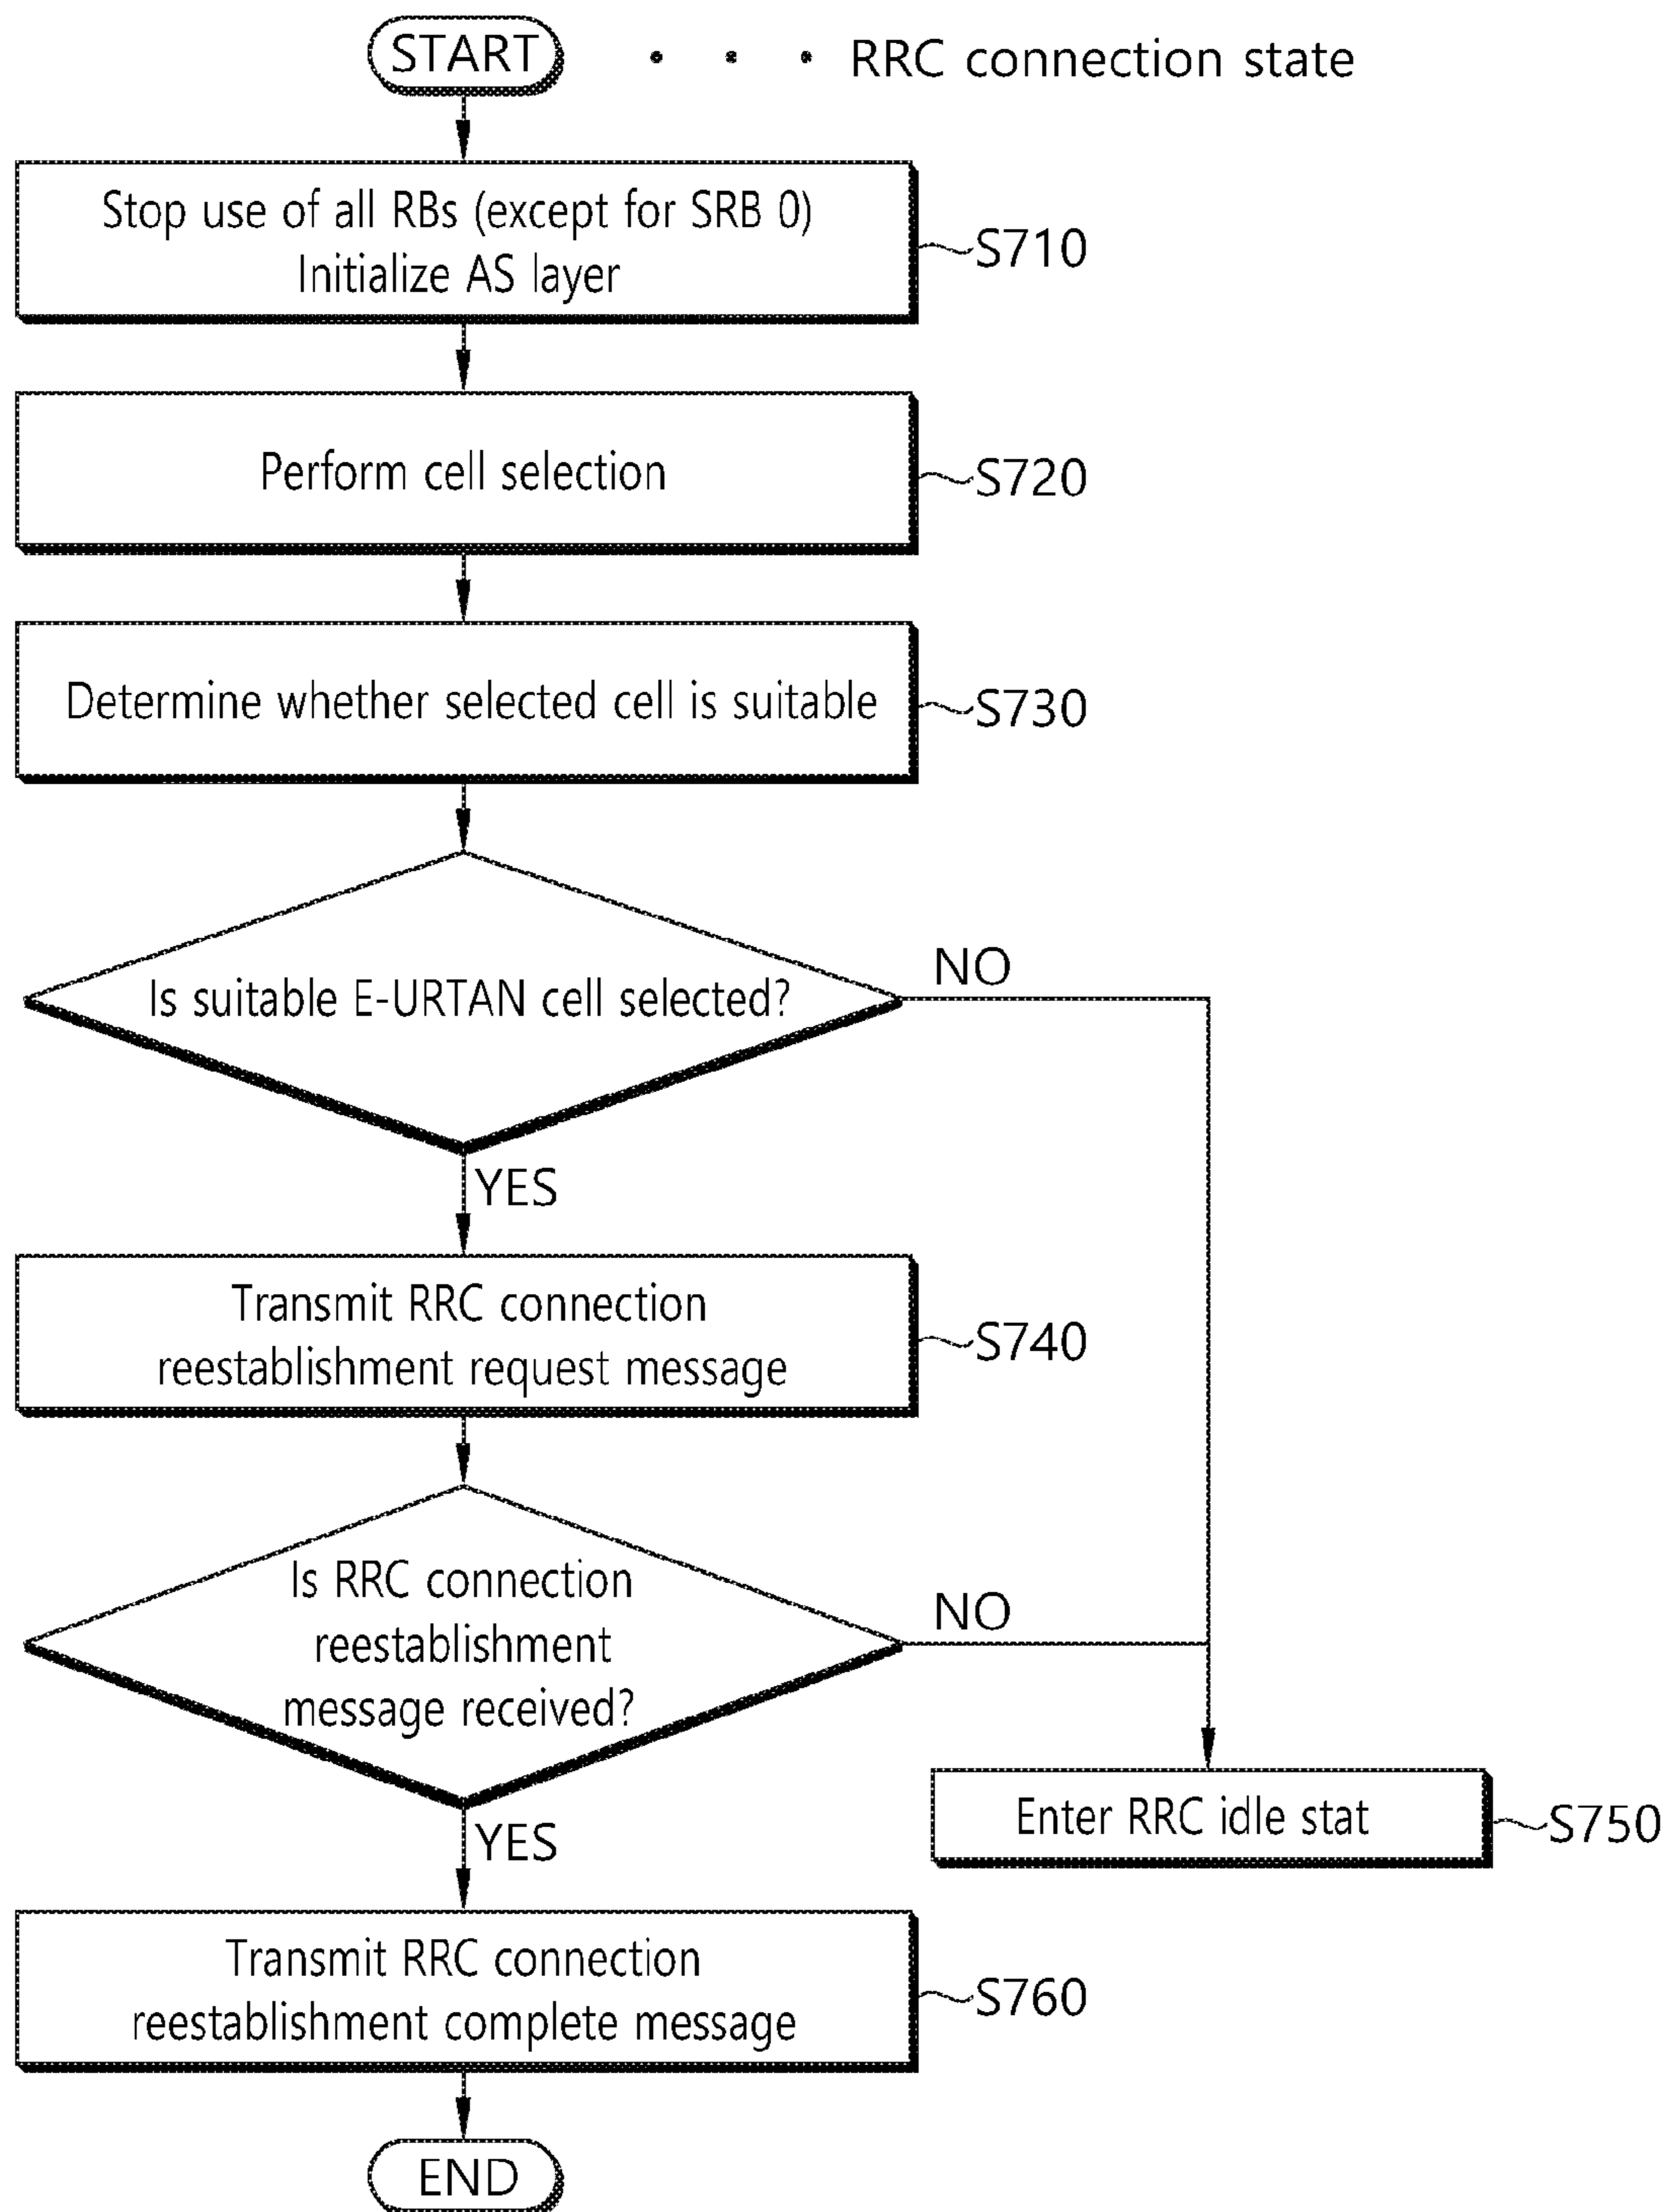 START
• • • RRC connection state
Stop use of all RBs (except for SRB 0)
Initialize AS layer
S710
Perform cell selection
S720
Determine whether selected cell is suitable
S730
Is suitable E-URTAN cell selected?
NO
YES
Transmit RRC connection
reestablishment request message
S740
Is RRC connection
reestablishment
message received?
NO
YES
Enter RRC idle stat
S750
Transmit RRC connection
reestablishment complete message
S760
END